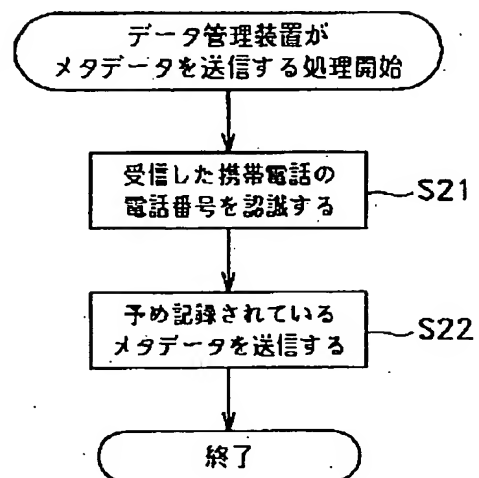 データ管理装置が
メタデータを送信する処理開始
受信した携帯電話の
電話番号を認識する
S21
予め記録されている
メタデータを送信する
S22
終了